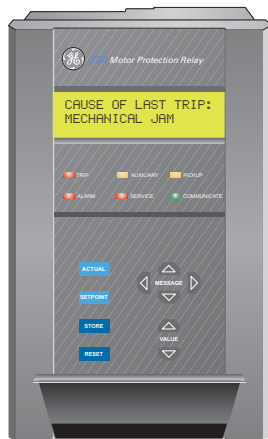 Motor Protection Relay
CAUSE OF LAST TRIP:
MECHANICAL JAM
TRIP AUXILIARY PICKUP
ALARM SERVICE COMMUNICATE
ACTUAL
SETPOINT
MESSAGE
STORE
RESET
VALUE